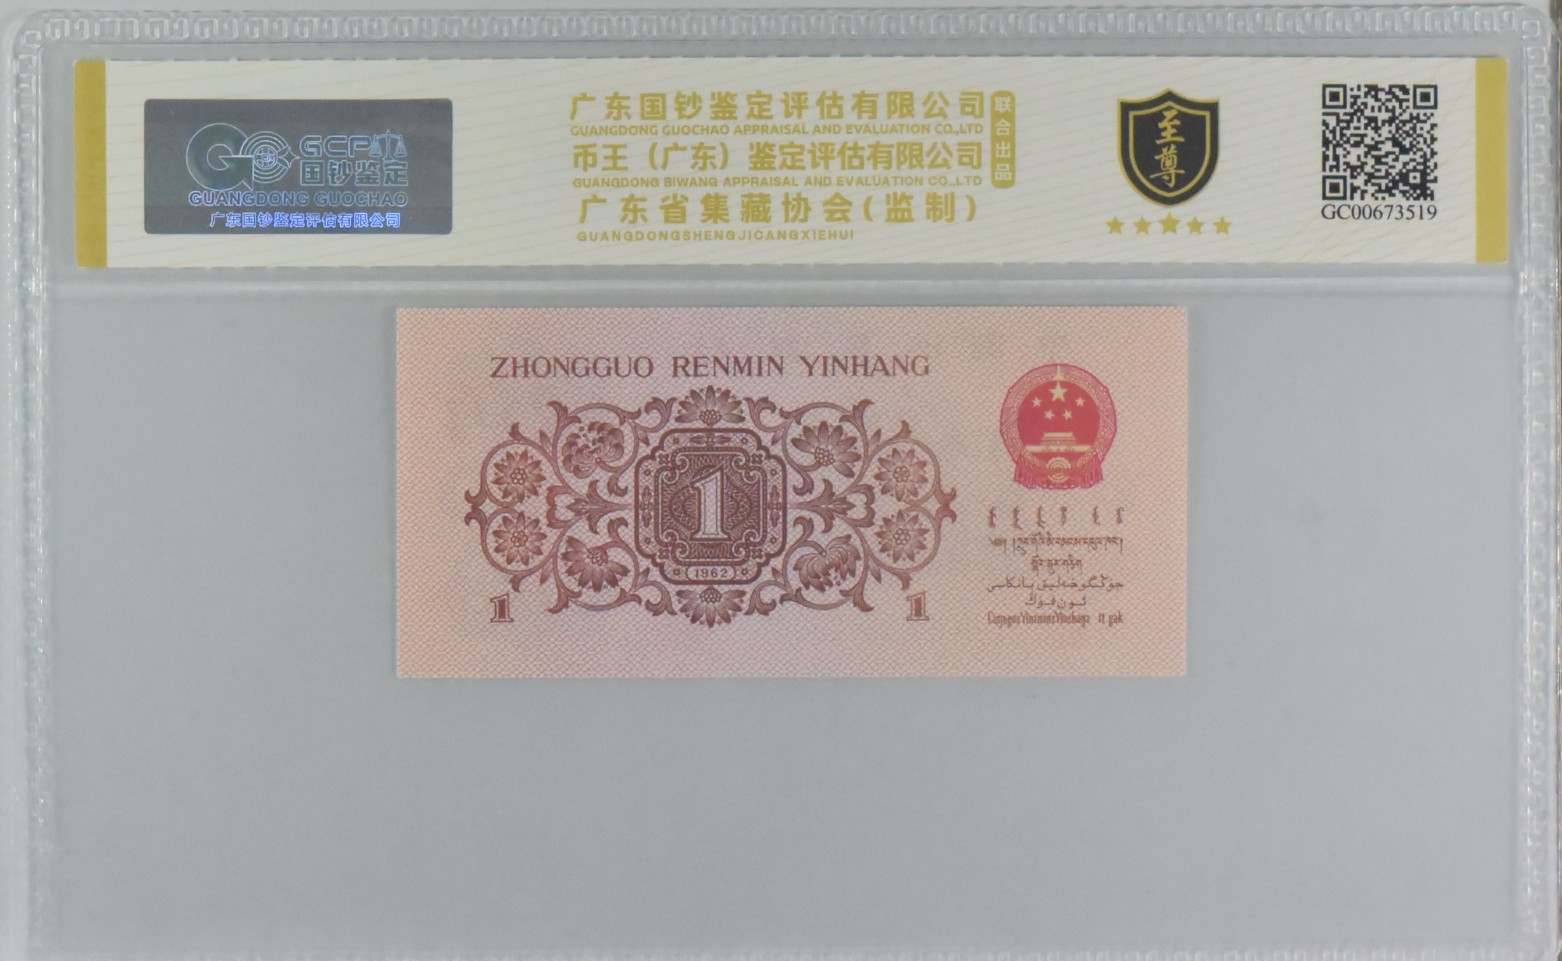 GCP
国钞鉴定
GUANGDONG GUOCHAO
广东国钞鉴定评估有限公司
广东国钞鉴定评估有限公司
GUANGDONG GUOCHAO APPRAISAL AND EVALUATION CO.,LTD
币王（广东）鉴定评估有限公司
GUANGDONG BIWANG APPRAISAL AND EVALUATION CO.,LTD
联合出品
广东省集藏协会(监制)
GUANGDONGSHENGJICANGXIEHUI
至尊
GC00673519
ZHONGGUO RENMIN YINHANG
1
(1962)
1
1
جۇڭگو خەلىق بانكاسى